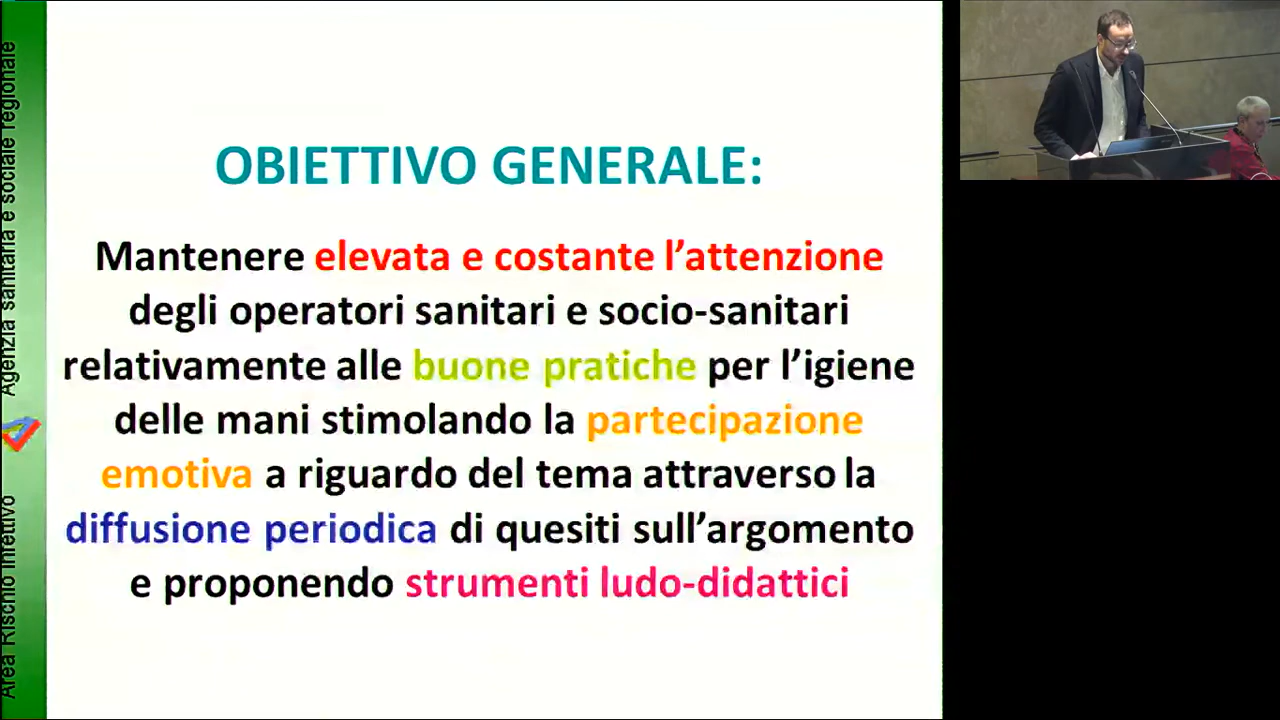 OBIETTIVO GENERALE:
Mantenere elevata e costante l'attenzione
degli operatori sanitari e socio-sanitari
relativamente alle buone pratiche per l'igiene
delle mani stimolando la partecipazione
emotiva a riguardo del tema attraverso la
diffusione periodica di quesiti sull'argomento
e proponendo strumenti ludo-didattici
Agenzia sanitaria e sociale regionale
Area Rischio Infettivo